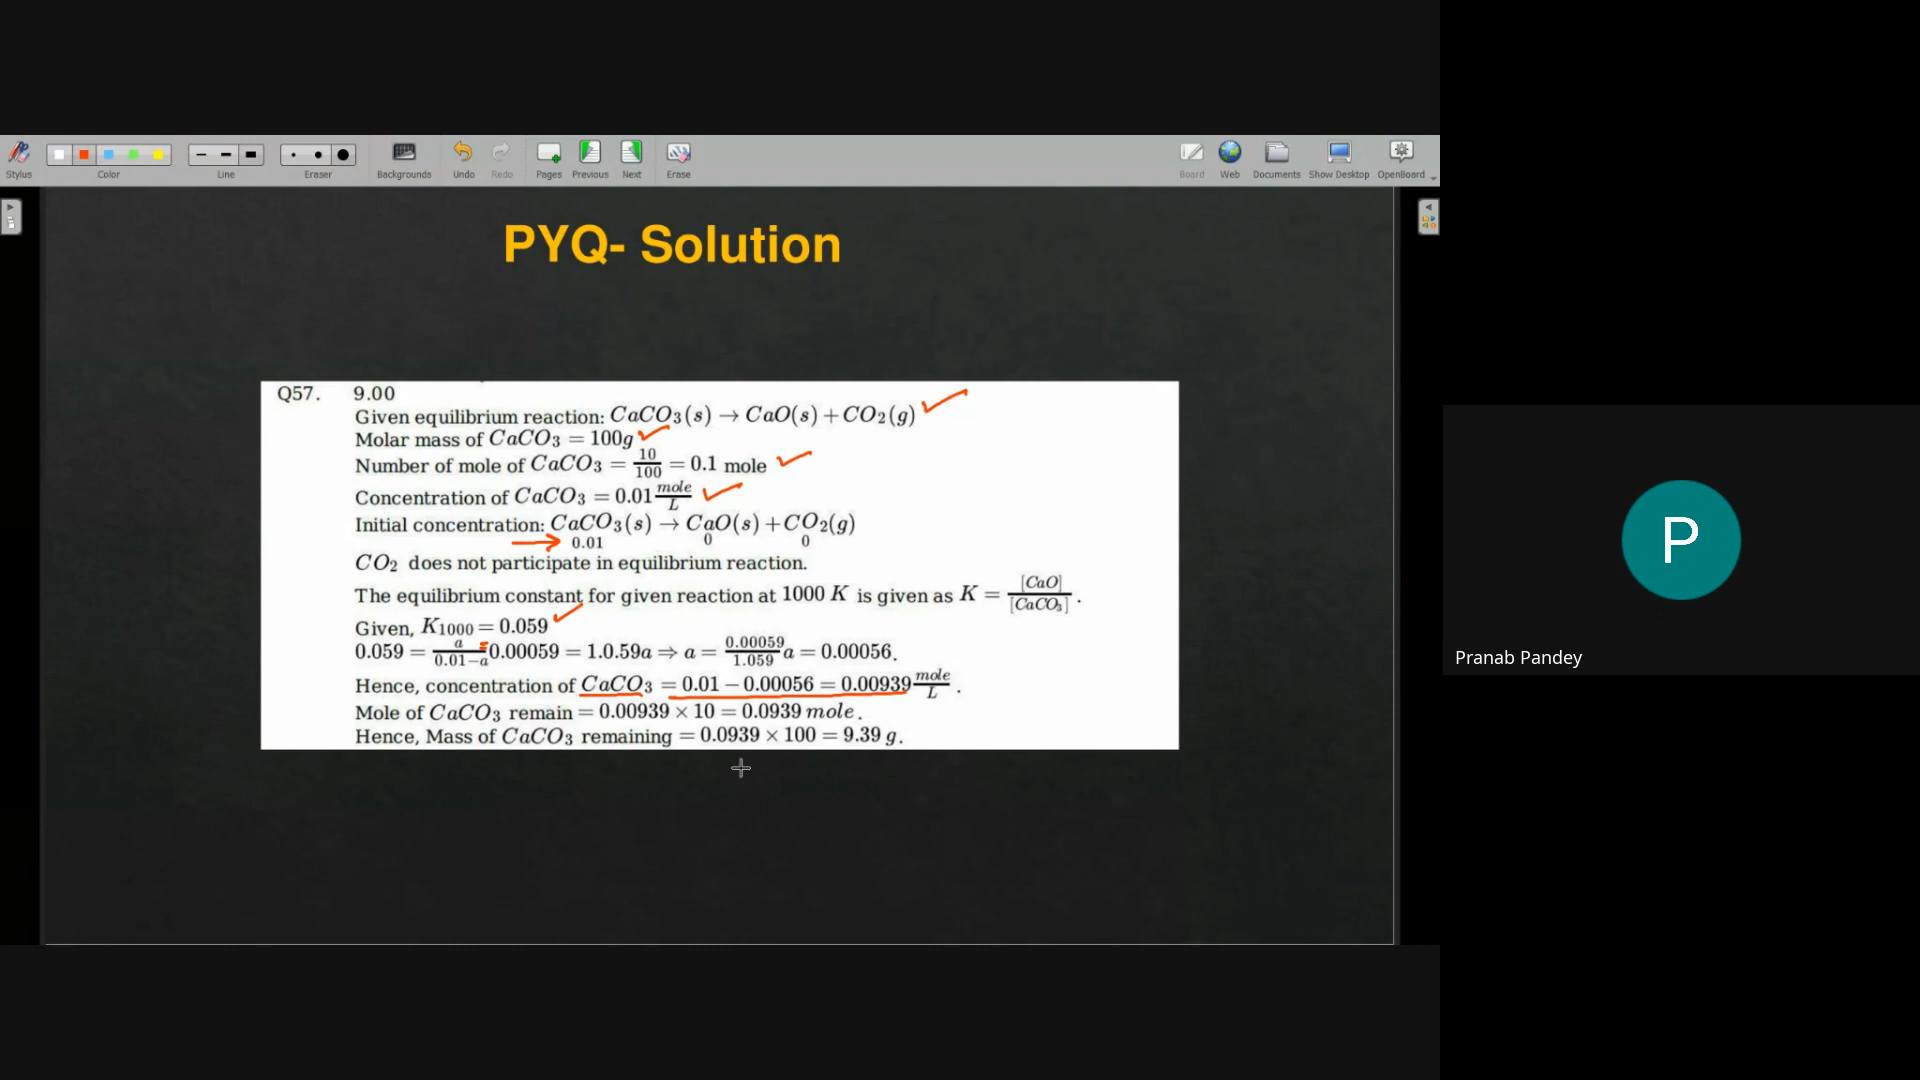 Stylus
Color
Line
Eraser
Backgrounds
Undo
Redo
Pages
Previous
Next
Erase
Board
Web
Documents
Show Desktop
OpenBoard
PYQ- Solution
Q57. 9.00
Given equilibrium reaction: CaCO₃(s) → CaO(s) + CO₂(g)
Molar mass of CaCO₃ = 100g
Number of mole of CaCO₃ = 10/100 = 0.1 mole
Concentration of CaCO₃ = 0.01 mole/L
Initial concentration: CaCO₃(s) → CaO(s) + CO₂(g)
0.01 0 0
CO₂ does not participate in equilibrium reaction.
The equilibrium constant for given reaction at 1000 K is given as K = [CaO]/[CaCO₃] .
Given, K₁₀₀₀ = 0.059
0.059 = a/0.01−a = 0.00059 = 1.0.59a ⇒ a = 0.00059/1.059 a = 0.00056.
Hence, concentration of CaCO₃ = 0.01 − 0.00056 = 0.00939 mole/L .
Mole of CaCO₃ remain = 0.00939 × 10 = 0.0939 mole.
Hence, Mass of CaCO₃ remaining = 0.0939 × 100 = 9.39 g.
P
Pranab Pandey